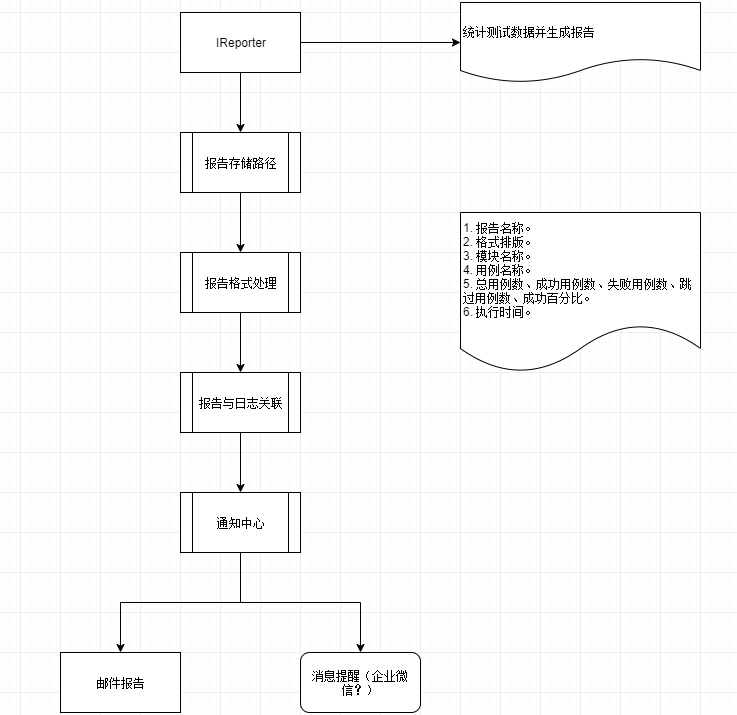 IReporter
统计测试数据并生成报告
报告存储路径
1. 报告名称。
2. 格式排版。
3. 模块名称。
4. 用例名称。
5. 总用例数、成功用例数、失败用例数、跳
过用例数、成功百分比。
6. 执行时间。
报告格式处理
报告与日志关联
通知中心
邮件报告
消息提醒（企业微
信？）